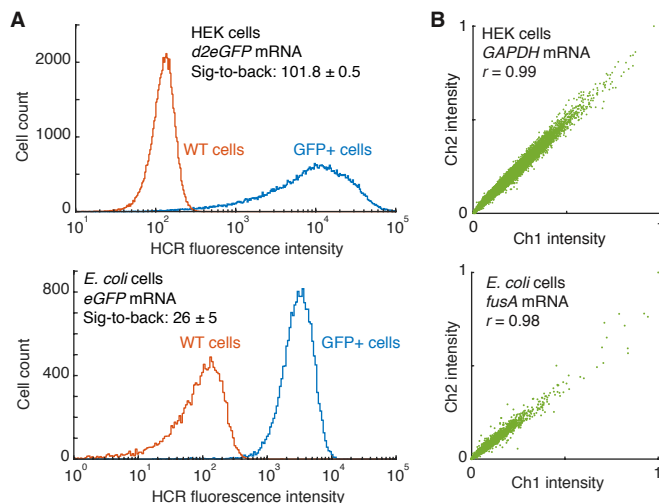 A
HEK cells
d2eGFP mRNA
Sig-to-back: 101.8 ± 0.5
WT cells
GFP+ cells
Cell count
2000
1000
0
10¹
10²
10³
10⁴
10⁵
HCR fluorescence intensity
E. coli cells
eGFP mRNA
Sig-to-back: 26 ± 5
WT cells
GFP+ cells
Cell count
800
600
400
200
0
10⁰
10¹
10²
10³
10⁴
10⁵
HCR fluorescence intensity
B
HEK cells
GAPDH mRNA
r = 0.99
Ch2 intensity
1
0
0
1
Ch1 intensity
E. coli cells
fusA mRNA
r = 0.98
Ch2 intensity
1
0
0
1
Ch1 intensity